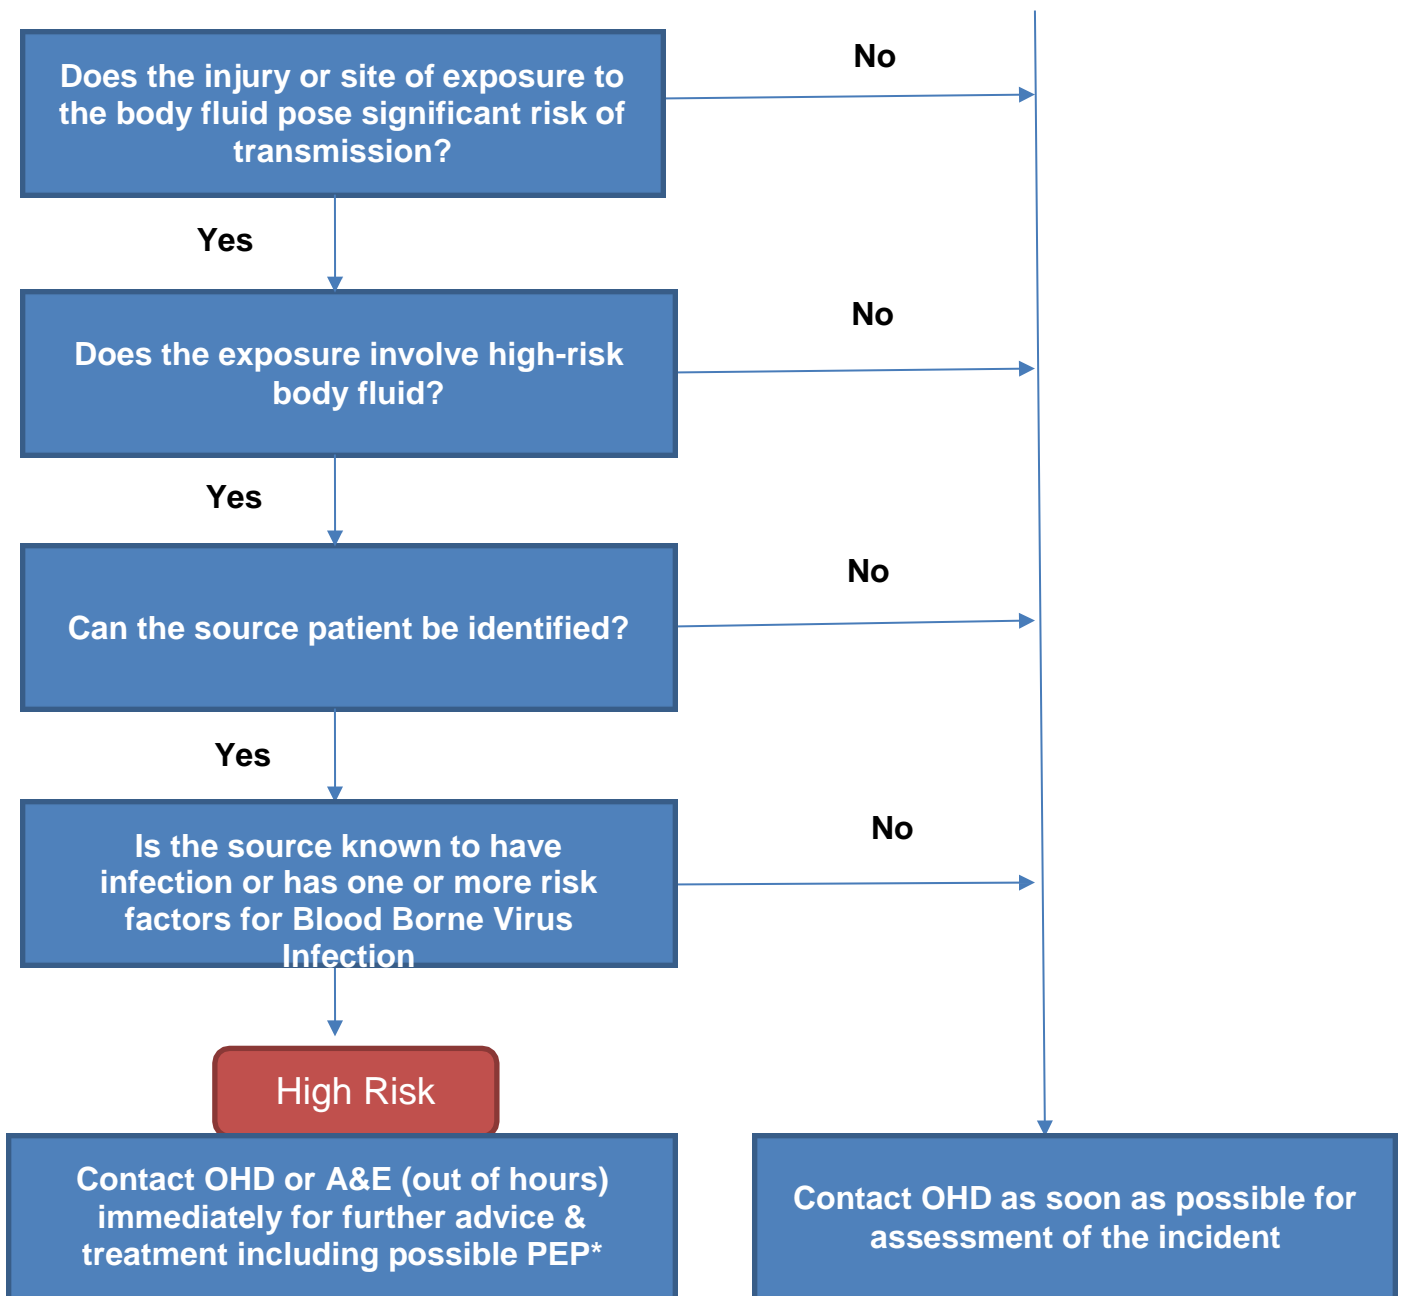 Does the injury or site of exposure to
the body fluid pose significant risk of
transmission?
No
Yes
Does the exposure involve high-risk
body fluid?
No
Yes
Can the source patient be identified?
No
Yes
Is the source known to have
infection or has one or more risk
factors for Blood Borne Virus
Infection
No
High Risk
Contact OHD or A&E (out of hours)
immediately for further advice &
treatment including possible PEP*
Contact OHD as soon as possible for
assessment of the incident